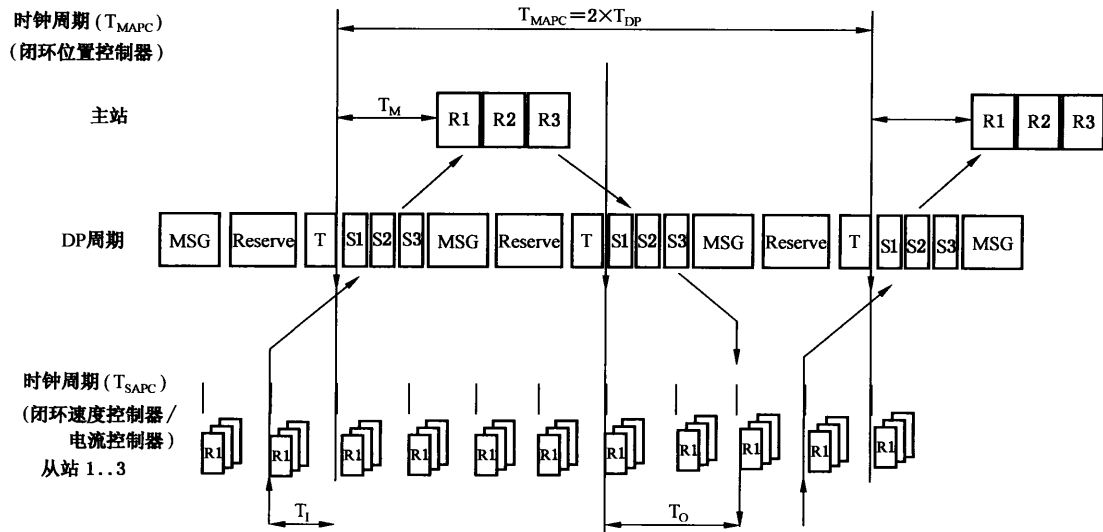 时钟周期(T_MAPC)
(闭环位置控制器)
T_MAPC=2×T_DP
主站
T_M
R1 R2 R3
R1 R2 R3
DP周期
MSG Reserve T S1 S2 S3 MSG Reserve T S1 S2 S3 MSG Reserve T S1 S2 S3 MSG
时钟周期(T_SAPC)
(闭环速度控制器/
电流控制器)
从站 1..3
R1 R1 R1 R1 R1 R1 R1 R1 R1 R1 R1
T_I
T_O